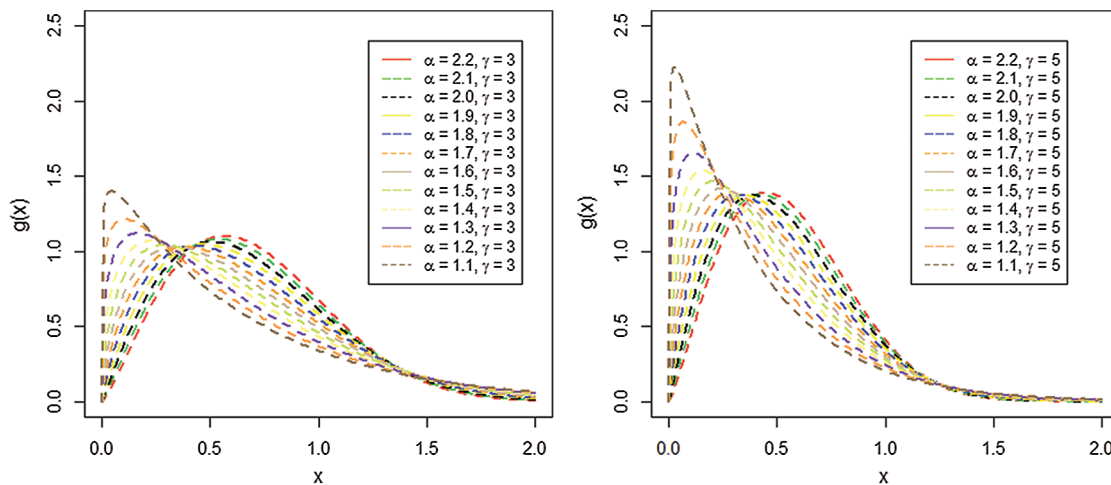 2.5
2.0
1.5
1.0
0.5
0.0
g(x)
α = 2.2, γ = 3
α = 2.1, γ = 3
α = 2.0, γ = 3
α = 1.9, γ = 3
α = 1.8, γ = 3
α = 1.7, γ = 3
α = 1.6, γ = 3
α = 1.5, γ = 3
α = 1.4, γ = 3
α = 1.3, γ = 3
α = 1.2, γ = 3
α = 1.1, γ = 3
0.0 0.5 1.0 1.5 2.0
x
2.5
2.0
1.5
1.0
0.5
0.0
g(x)
α = 2.2, γ = 5
α = 2.1, γ = 5
α = 2.0, γ = 5
α = 1.9, γ = 5
α = 1.8, γ = 5
α = 1.7, γ = 5
α = 1.6, γ = 5
α = 1.5, γ = 5
α = 1.4, γ = 5
α = 1.3, γ = 5
α = 1.2, γ = 5
α = 1.1, γ = 5
0.0 0.5 1.0 1.5 2.0
x